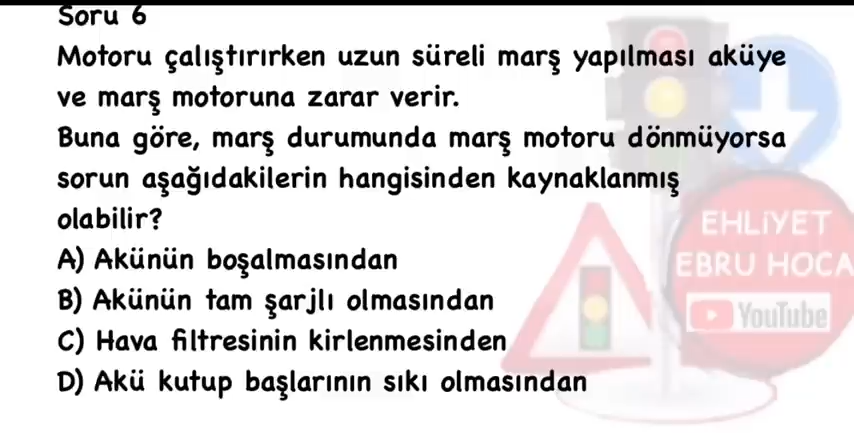 Soru 6
Motoru çalıştırırken uzun süreli marş yapılması aküye
ve marş motoruna zarar verir.
Buna göre, marş durumunda marş motoru dönmüyorsa
sorun aşağıdakilerin hangisinden kaynaklanmış
olabilir?
A) Akünün boşalmasından
B) Akünün tam şarjlı olmasından
C) Hava filtresinin kirlenmesinden
D) Akü kutup başlarının sıkı olmasından
EHLİYET
EBRU HOCA
YouTube